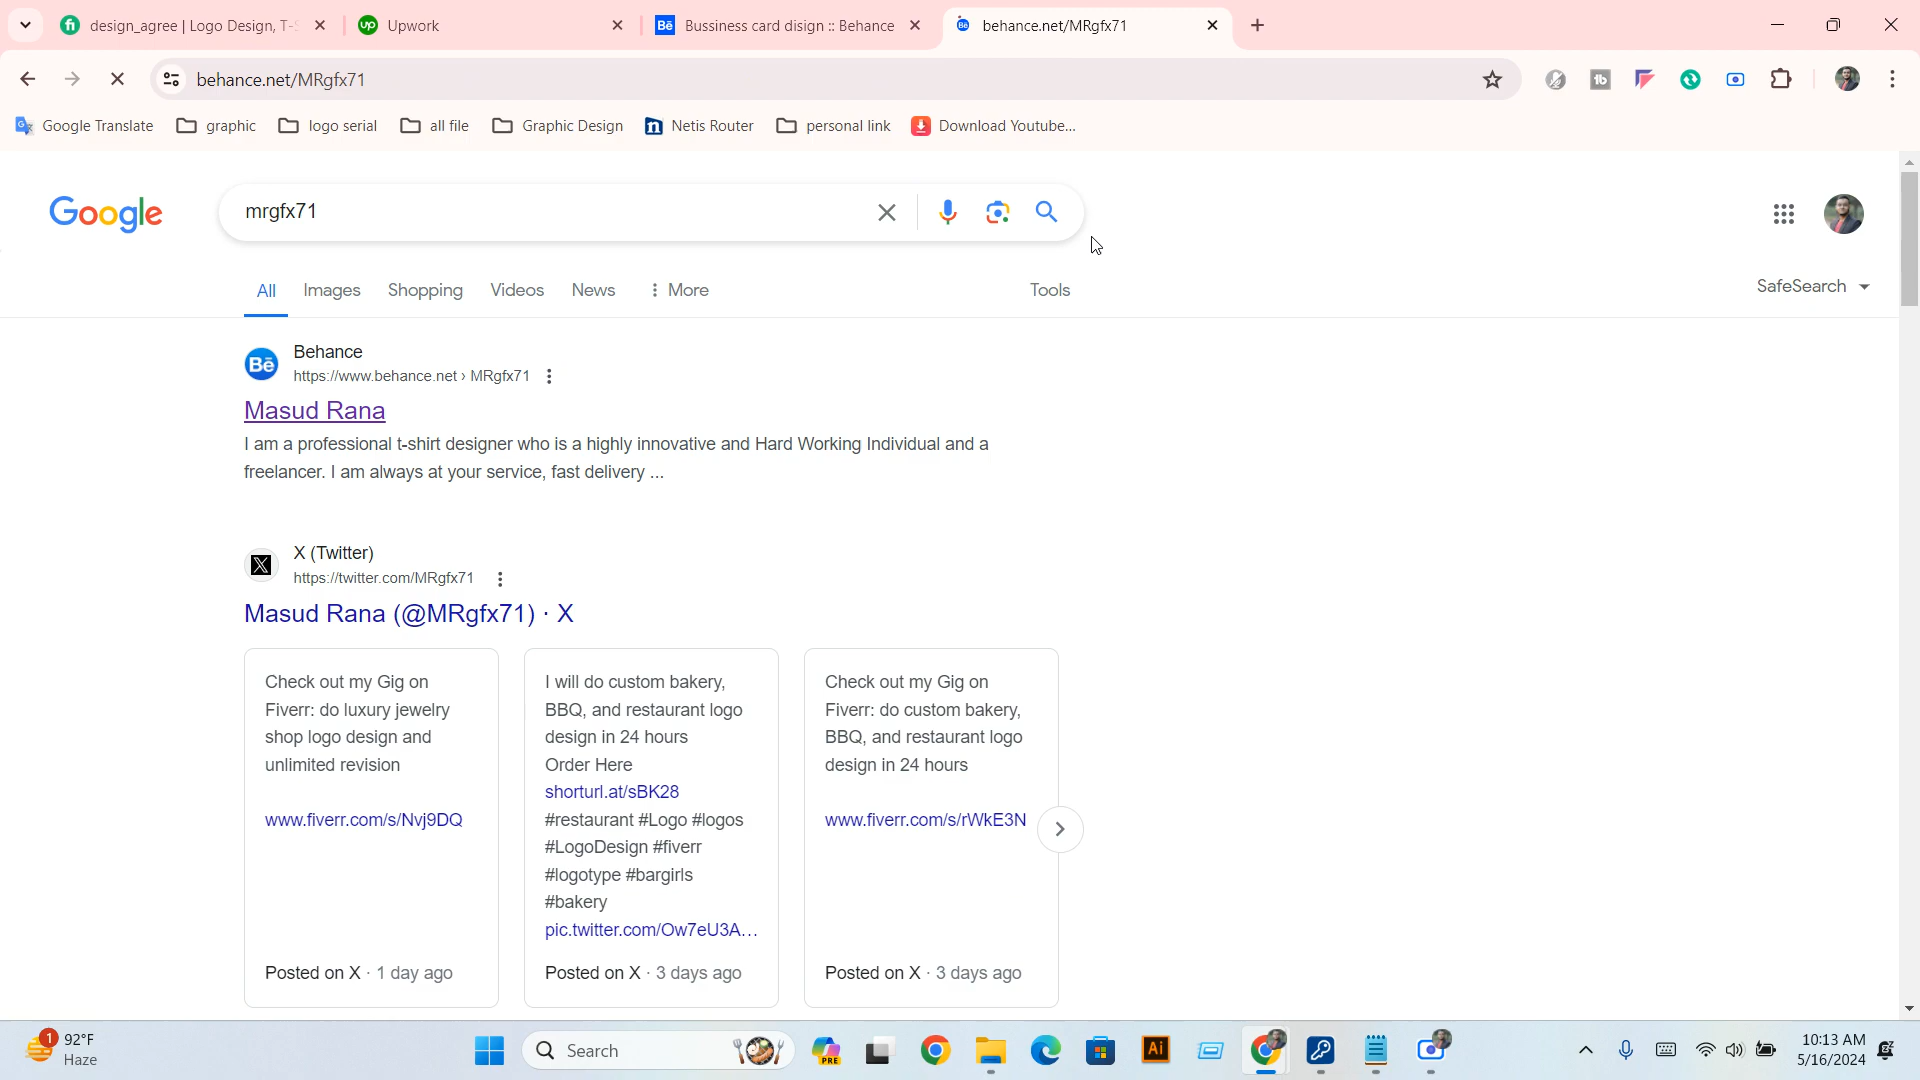 design_agree | Logo Design, T-S
Upwork
Bussiness card disign :: Behance
behance.net/MRgfx71
behance.net/MRgfx71
Google Translate
graphic
logo serial
all file
Graphic Design
Netis Router
personal link
Download Youtube...
Google
mrgfx71
All
Images
Shopping
Videos
News
More
Tools
SafeSearch
Behance
https://www.behance.net › MRgfx71
Masud Rana
I am a professional t-shirt designer who is a highly innovative and Hard Working Individual and a
freelancer. I am always at your service, fast delivery ...
X (Twitter)
https://twitter.com/MRgfx71
Masud Rana (@MRgfx71) · X
Check out my Gig on
Fiverr: do luxury jewelry
shop logo design and
unlimited revision
www.fiverr.com/s/Nvj9DQ
Posted on X · 1 day ago
I will do custom bakery,
BBQ, and restaurant logo
design in 24 hours
Order Here
shorturl.at/sBK28
#restaurant #Logo #logos
#LogoDesign #fiverr
#logotype #bargirls
#bakery
pic.twitter.com/Ow7eU3A...
Posted on X · 3 days ago
Check out my Gig on
Fiverr: do custom bakery,
BBQ, and restaurant logo
design in 24 hours
www.fiverr.com/s/rWkE3N
Posted on X · 3 days ago
1
92°F
Haze
Search
PRE
Ai
10:13 AM
5/16/2024